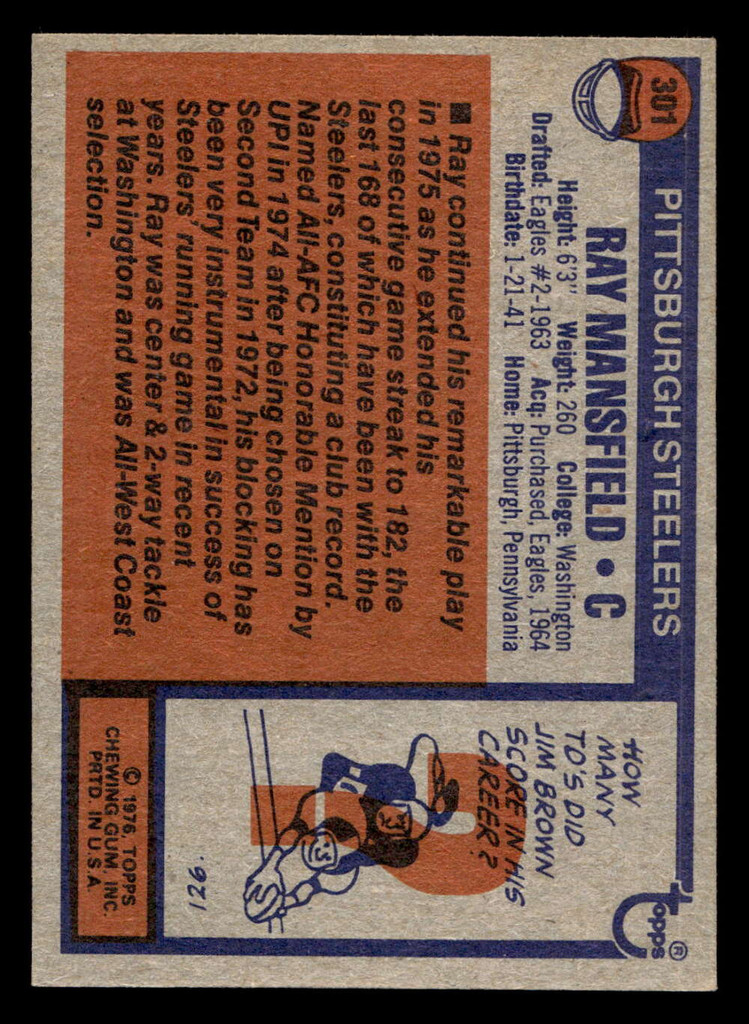 301
PITTSBURGH STEELERS
RAY MANSFIELD • C
Height: 6'3" Weight: 260 College: Washington
Drafted: Eagles #2-1963 Acq: Purchased, Eagles, 1964
Birthdate: 1-21-41 Home: Pittsburgh, Pennsylvania
■ Ray continued his remarkable play
in 1975 as he extended his
consecutive game streak to 182, the
last 168 of which have been with the
Steelers, constituting a club record.
Named All-AFC Honorable Mention by
UPI in 1974 after being chosen on
Second Team in 1972, his blocking has
been very instrumental in success of
Steelers' running game in recent
years. Ray was center & 2-way tackle
at Washington and was All-West Coast
selection.
topps®
HOW
MANY
TD'S DID
JIM BROWN
SCORE IN HIS
CAREER?
126.
© 1976, TOPPS
CHEWING GUM, INC.
PRTD. IN U.S.A.